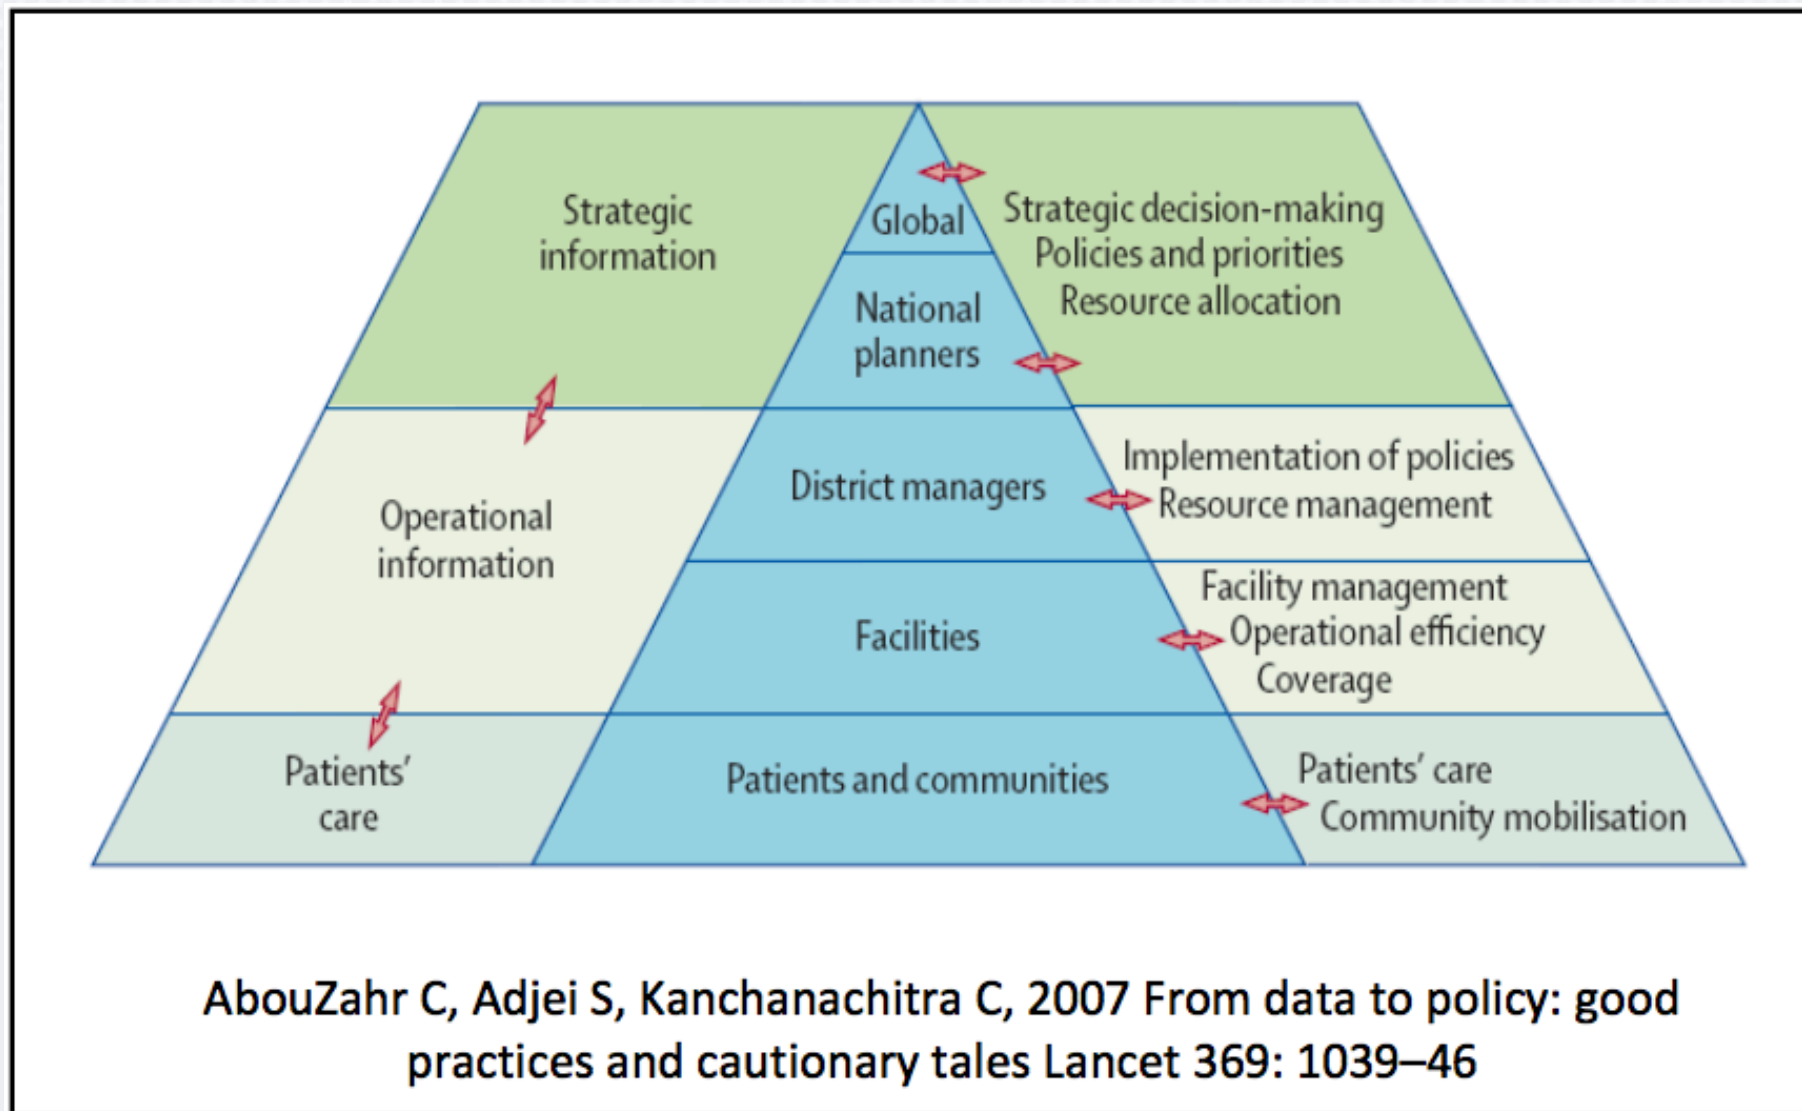 Strategic
information
Global
Strategic decision-making
Policies and priorities
Resource allocation
National
planners
Operational
information
District managers
Implementation of policies
Resource management
Facilities
Facility management
Operational efficiency
Coverage
Patients'
care
Patients and communities
Patients' care
Community mobilisation
AbouZahr C, Adjei S, Kanchanachitra C, 2007 From data to policy: good
practices and cautionary tales Lancet 369: 1039–46